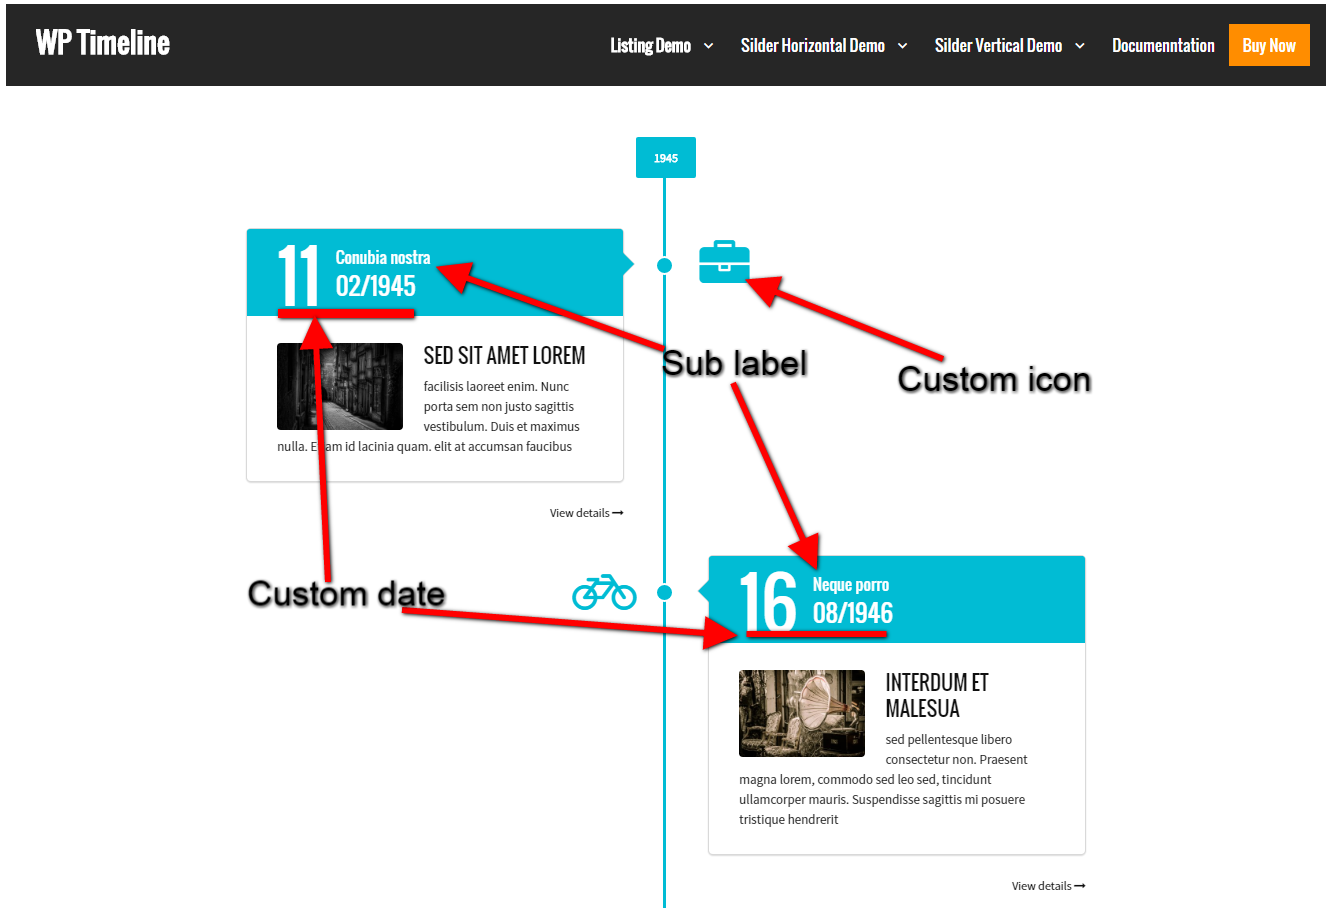 WP Timeline
Listing Demo
Silder Horizontal Demo
Silder Vertical Demo
Documenntation
Buy Now
1945
11
Conubia nostra
02/1945
SED SIT AMET LOREM
facilisis laoreet enim. Nunc
porta sem non justo sagittis
vestibulum. Duis et maximus
nulla. E am id lacinia quam. elit at accumsan faucibus
View details
Sub label
Custom icon
Custom date
16
Neque porro
08/1946
INTERDUM ET
MALESUA
sed pellentesque libero
consectetur non. Praesent
magna lorem, commodo sed leo sed, tincidunt
ullamcorper mauris. Suspendisse sagittis mi posuere
tristique hendrerit
View details